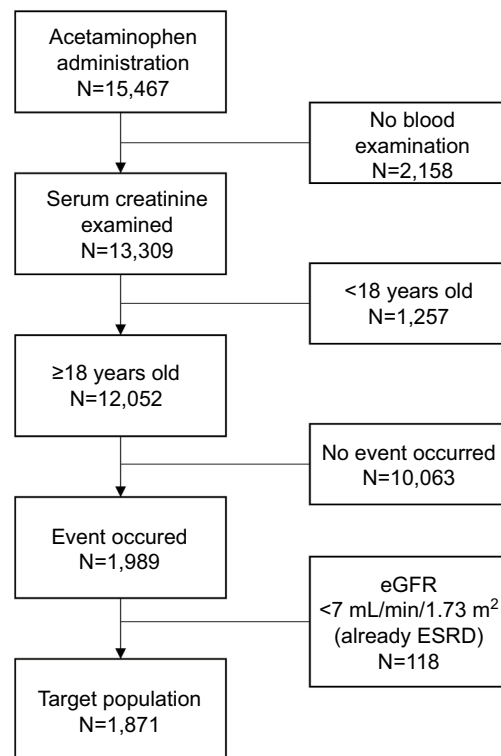 Acetaminophen
administration
N=15,467
No blood
examination
N=2,158
Serum creatinine
examined
N=13,309
<18 years old
N=1,257
≥18 years old
N=12,052
No event occurred
N=10,063
Event occured
N=1,989
eGFR
<7 mL/min/1.73 m²
(already ESRD)
N=118
Target population
N=1,871